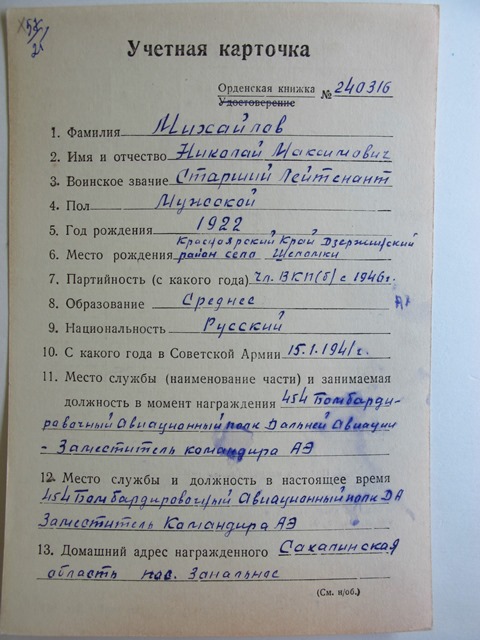 Учетная карточка
Орденская книжка
Удостоверение № 240316
1. Фамилия Михайлов
2. Имя и отчество Николай Максимович
3. Воинское звание Старший Лейтенант
4. Пол Мужской
5. Год рождения 1922
Красноярский Край Дзержинский
6. Место рождения район село Шеломки
7. Партийность (с какого года) Чл. ВКП(б) с 1946 г.
8. Образование Среднее
9. Национальность Русский
10. С какого года в Советской Армии 15.1.1941 г.
11. Место службы (наименование части) и занимаемая
должность в момент награждения 454 Бомбарди-
ровочный Авиационный полк Дальней Авиации
- Заместитель командира АЭ
12. Место службы и должность в настоящее время
454 Бомбардировочный Авиационный полк ДА
Заместитель Командира АЭ
13. Домашний адрес награжденного Сахалинская
область пос. Зональное
(См. н/об.)